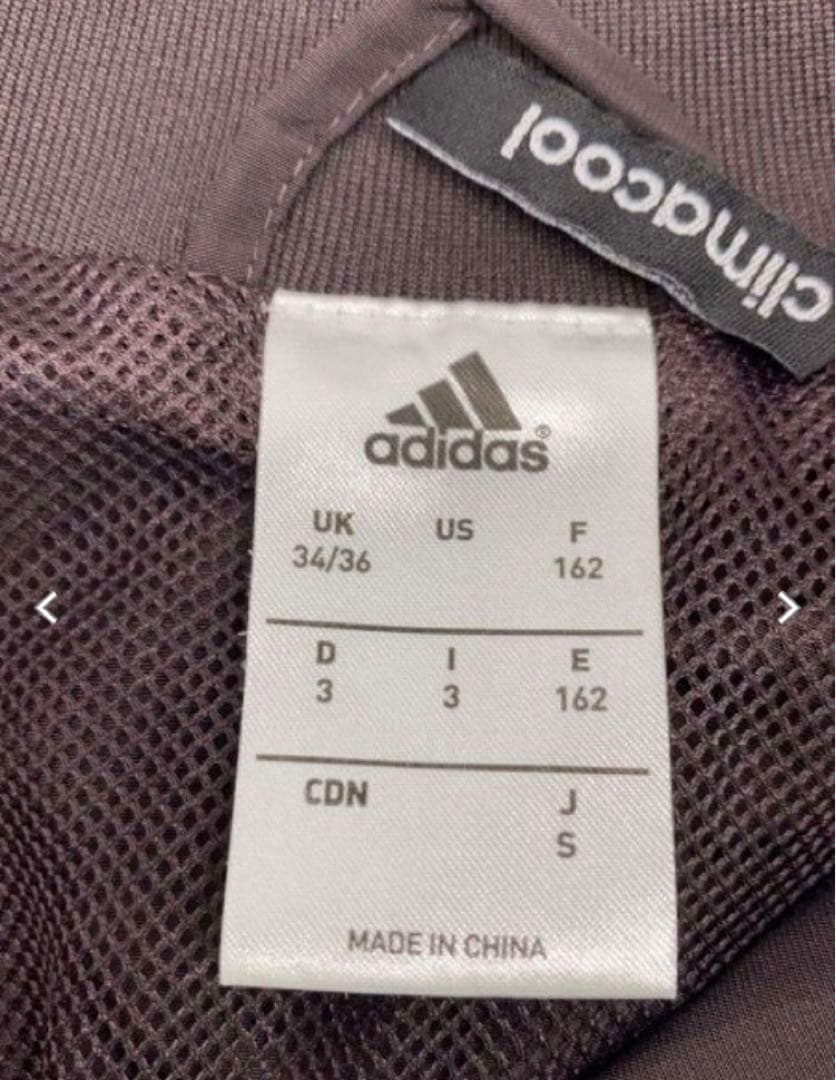 climacool
adidas®
UK US F
34/36 162
D I E
3 3 162
CDN J
S
MADE IN CHINA